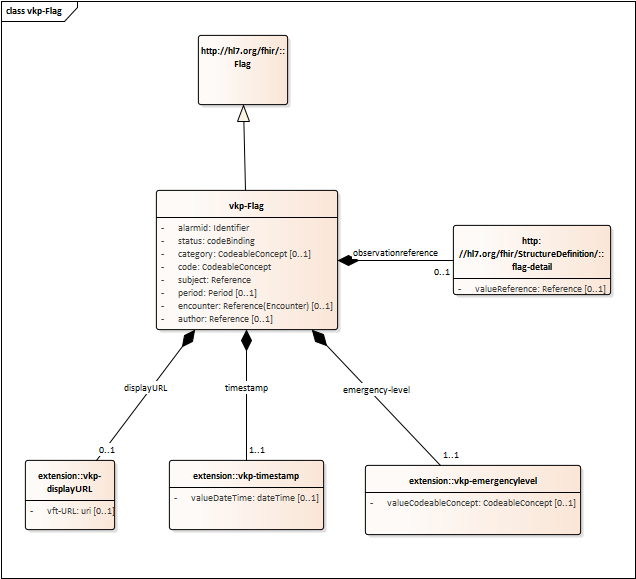 class vkp-Flag
http://hl7.org/fhir/::
Flag
vkp-Flag
- alarmid: Identifier
- status: codeBinding
- category: CodeableConcept [0..1]
- code: CodeableConcept
- subject: Reference
- period: Period [0..1]
- encounter: Reference(Encounter) [0..1]
- author: Reference [0..1]
observationreference
0..1
http:
//hl7.org/fhir/StructureDefinition/::
flag-detail
- valueReference: Reference [0..1]
displayURL
timestamp
emergency-level
0..1
1..1
1..1
extension::vkp-
displayURL
- vft-URL: uri [0..1]
extension::vkp-timestamp
- valueDateTime: dateTime [0..1]
extension::vkp-emergencylevel
- valueCodeableConcept: CodeableConcept [0..1]